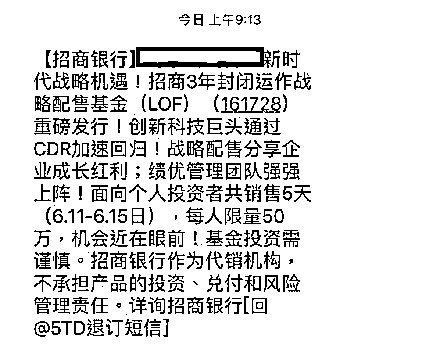 今日 上午9:13
【招商银行】新时
代战略机遇！招商3年封闭运作战
略配售基金（LOF）（161728）
重磅发行！创新科技巨头通过
CDR加速回归！战略配售分享企
业成长红利；绩优管理团队强强
上阵！面向个人投资者共销售5天
（6.11-6.15日），每人限量50
万，机会近在眼前！基金投资需
谨慎。招商银行作为代销机构，
不承担产品的投资、兑付和风险
管理责任。详询招商银行[回
@5TD退订短信]